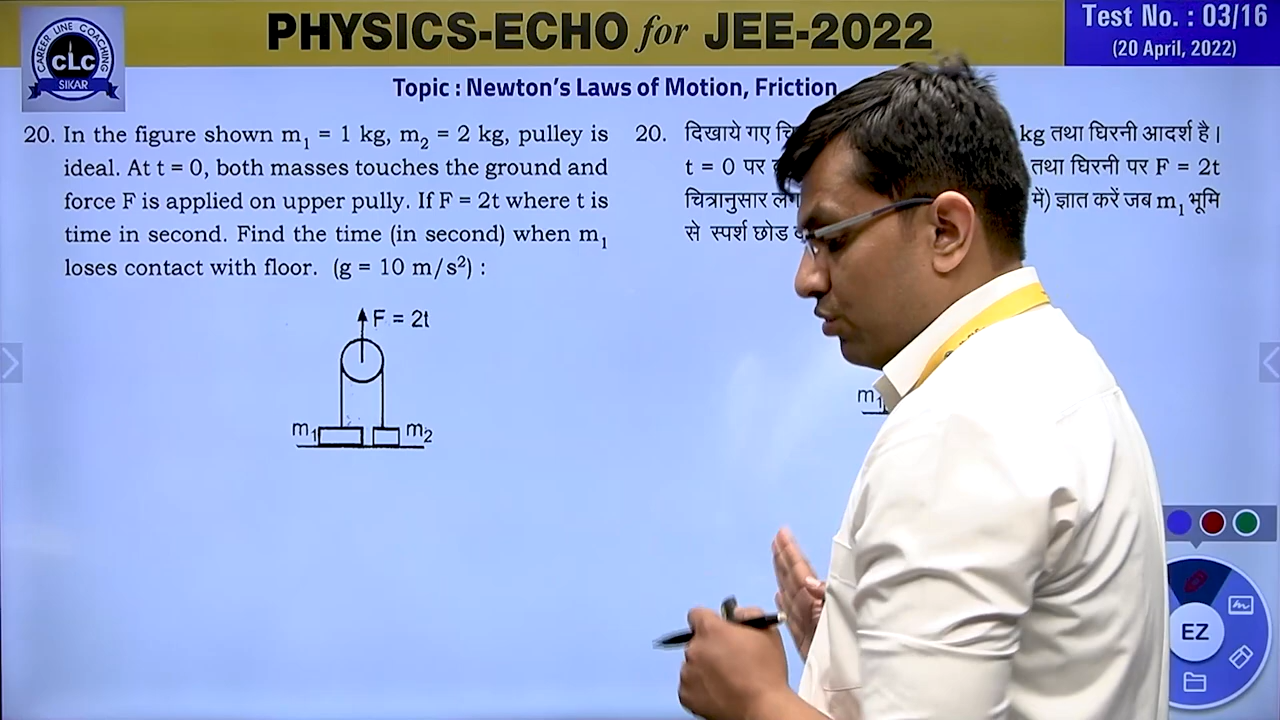 PHYSICS-ECHO for JEE-2022
Test No. : 03/16
(20 April, 2022)
CAREER LINE COACHING
CLC
SIKAR
Topic : Newton's Laws of Motion, Friction
20. In the figure shown m₁ = 1 kg, m₂ = 2 kg, pulley is
ideal. At t = 0, both masses touches the ground and
force F is applied on upper pully. If F = 2t where t is
time in second. Find the time (in second) when m₁
loses contact with floor. (g = 10 m/s²) :
F = 2t
m₁
m₂
20. दिखाये गए kg तथा घिरनी आदर्श है।
t = 0 पर तथा घिरनी पर F = 2t
चित्रानुसार में) ज्ञात करें जब m₁ भूमि
से स्पर्श छोड
m₁
EZ